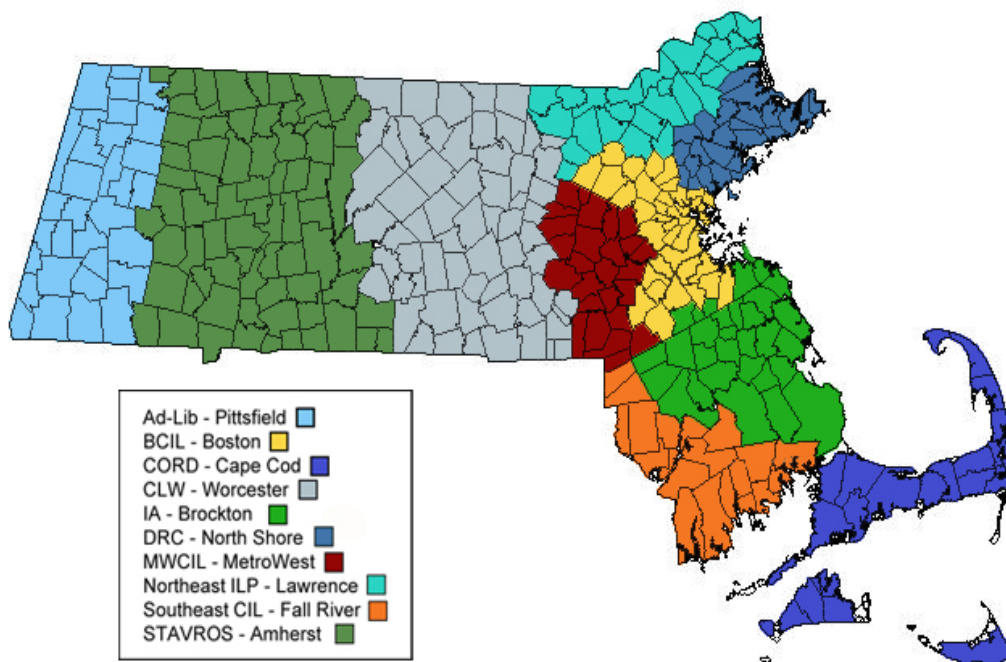 Ad-Lib - Pittsfield
BCIL - Boston
CORD - Cape Cod
CLW - Worcester
IA - Brockton
DRC - North Shore
MWCIL - MetroWest
Northeast ILP - Lawrence
Southeast CIL - Fall River
STAVROS - Amherst